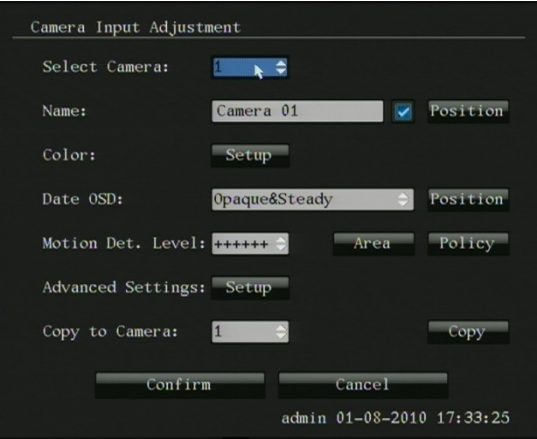 Camera Input Adjustment
Select Camera: 1
Name: Camera 01 Position
Color: Setup
Date OSD: Opaque&Steady Position
Motion Det. Level: ++++++ Area Policy
Advanced Settings: Setup
Copy to Camera: 1 Copy
Confirm Cancel
admin 01-08-2010 17:33:25